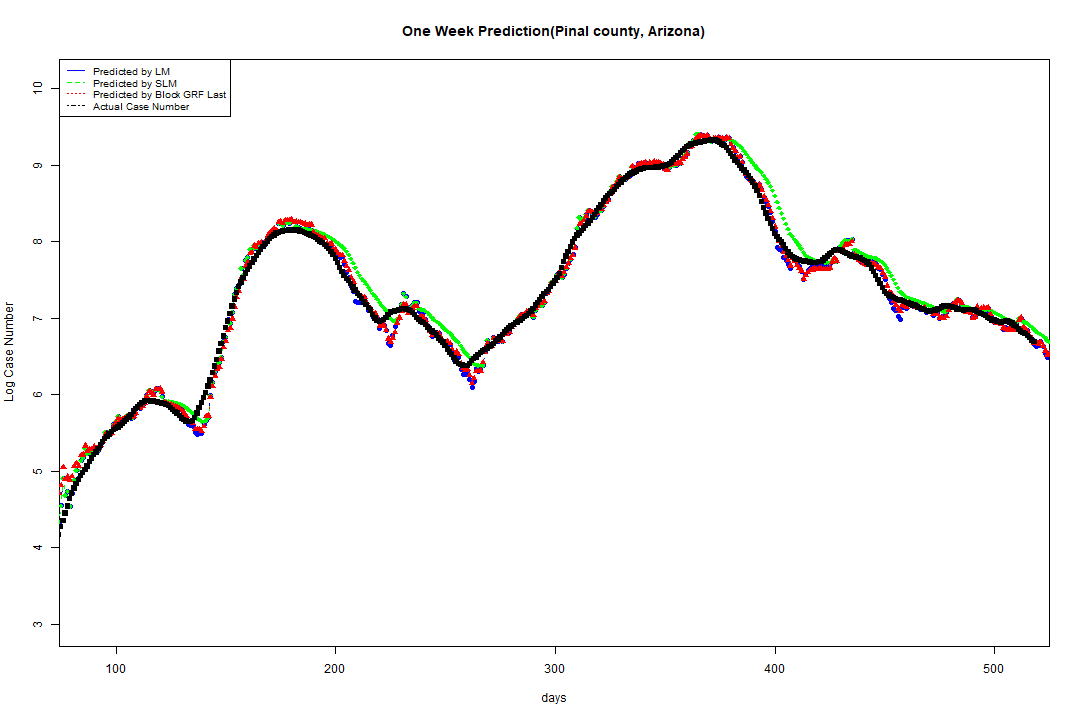 One Week Prediction(Pinal county, Arizona)
Predicted by LM
Predicted by SLM
Predicted by Block GRF Last
Actual Case Number
10
9
8
7
6
5
4
3
Log Case Number
100 200 300 400 500
days